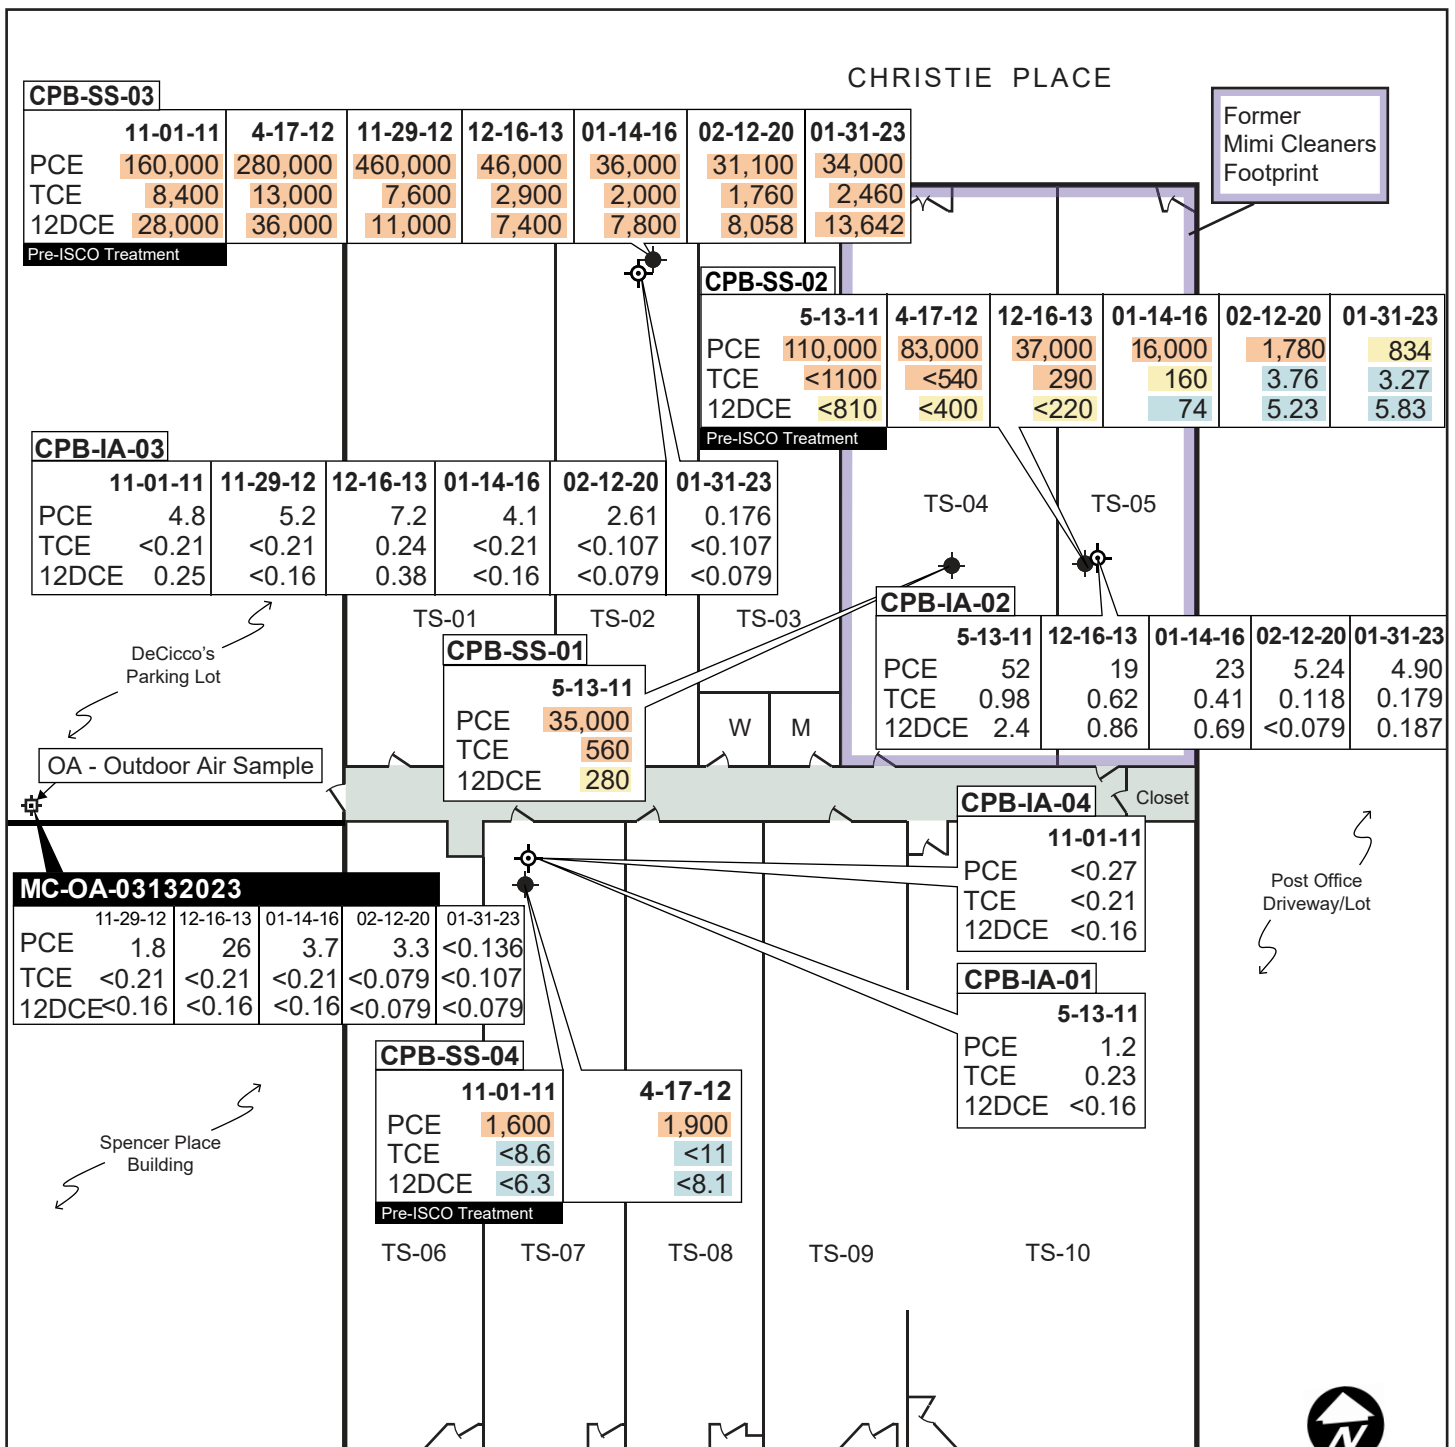 CHRISTIE PLACE
CPB-SS-03
11-01-11 4-17-12 11-29-12 12-16-13 01-14-16 02-12-20 01-31-23
PCE 160,000 280,000 460,000 46,000 36,000 31,100 34,000
TCE 8,400 13,000 7,600 2,900 2,000 1,760 2,460
12DCE 28,000 36,000 11,000 7,400 7,800 8,058 13,642
Pre-ISCO Treatment
Former
Mimi Cleaners
Footprint
CPB-SS-02
5-13-11 4-17-12 12-16-13 01-14-16 02-12-20 01-31-23
PCE 110,000 83,000 37,000 16,000 1,780 834
TCE <1100 <540 290 160 3.76 3.27
12DCE <810 <400 <220 74 5.23 5.83
Pre-ISCO Treatment
CPB-IA-03
11-01-11 11-29-12 12-16-13 01-14-16 02-12-20 01-31-23
PCE 4.8 5.2 7.2 4.1 2.61 0.176
TCE <0.21 <0.21 0.24 <0.21 <0.107 <0.107
12DCE 0.25 <0.16 0.38 <0.16 <0.079 <0.079
TS-04 TS-05
TS-01 TS-02 TS-03
CPB-IA-02
5-13-11 12-16-13 01-14-16 02-12-20 01-31-23
PCE 52 19 23 5.24 4.90
TCE 0.98 0.62 0.41 0.118 0.179
12DCE 2.4 0.86 0.69 <0.079 0.187
DeCicco's
Parking Lot
CPB-SS-01
5-13-11
PCE 35,000
TCE 560
12DCE 280
W M
OA - Outdoor Air Sample
Closet
CPB-IA-04
11-01-11
PCE <0.27
TCE <0.21
12DCE <0.16
Post Office
Driveway/Lot
MC-OA-03132023
11-29-12 12-16-13 01-14-16 02-12-20 01-31-23
PCE 1.8 26 3.7 3.3 <0.136
TCE <0.21 <0.21 <0.21 <0.079 <0.107
12DCE <0.16 <0.16 <0.16 <0.079 <0.079
CPB-IA-01
5-13-11
PCE 1.2
TCE 0.23
12DCE <0.16
CPB-SS-04
11-01-11 4-17-12
PCE 1,600 1,900
TCE <8.6 <11
12DCE <6.3 <8.1
Pre-ISCO Treatment
Spencer Place
Building
TS-06 TS-07 TS-08 TS-09 TS-10
N